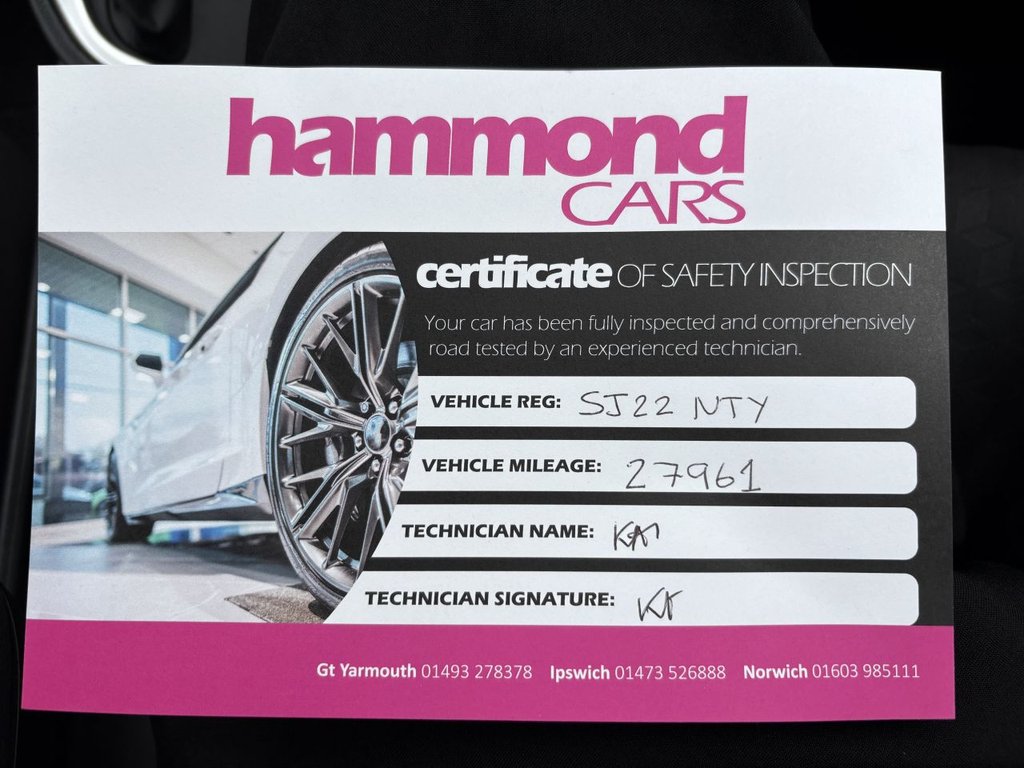 hammond
CARS
certificate OF SAFETY INSPECTION
Your car has been fully inspected and comprehensively
road tested by an experienced technician.
VEHICLE REG: SJ22 NTY
VEHICLE MILEAGE: 27961
TECHNICIAN NAME:
TECHNICIAN SIGNATURE:
Gt Yarmouth 01493 278378 Ipswich 01473 526888 Norwich 01603 985111